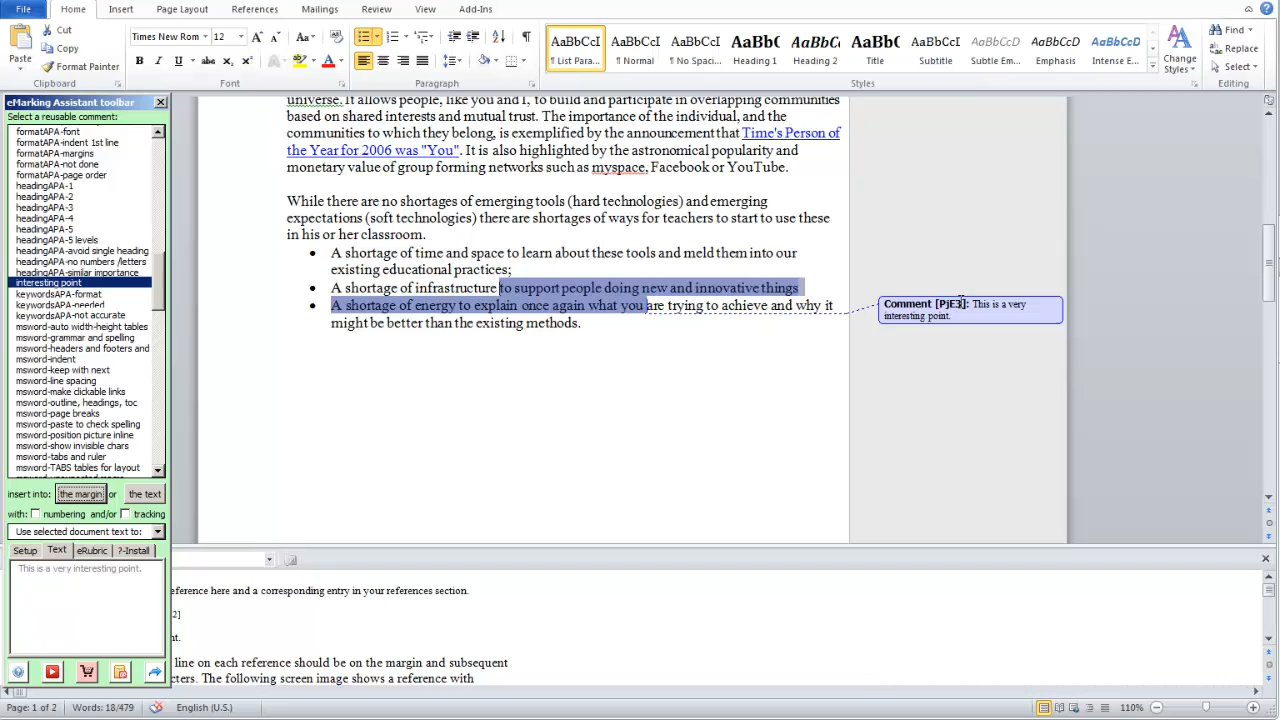 File Home Insert Page Layout References Mailings Review View Add-Ins
Paste Cut Copy Format Painter
Times New Rom 12
AaBbCcI AaBbCcI AaBbCcI AaBbC AaBbCc AaBbC AaBbCcI AaBbCcI AaBbCcI AaBbCcI
¶ List Para... ¶ Normal ¶ No Spaci... Heading 1 Heading 2 Title Subtitle Subtle Em... Emphasis Intense E...
Change Styles
Find Replace Select
Clipboard Font Paragraph Styles Editing
eMarking Assistant toolbar
Select a reusable comment:
formatAPA-font
formatAPA-indent 1st line
formatAPA-margins
formatAPA-not done
formatAPA-page order
headingAPA-1
headingAPA-2
headingAPA-3
headingAPA-4
headingAPA-5
headingAPA-5 levels
headingAPA-avoid single heading
headingAPA-no numbers /letters
headingAPA-similar importance
interesting point
keywordsAPA-format
keywordsAPA-needed
keywordsAPA-not accurate
msword-auto width-height tables
msword-grammar and spelling
msword-headers and footers and
msword-indent
msword-keep with next
msword-line spacing
msword-make clickable links
msword-outline, headings, toc
msword-page breaks
msword-paste to check spelling
msword-position picture inline
msword-show invisible chars
msword-tabs and ruler
msword-TABS tables for layout
insert into: the margin or the text
with: numbering and/or tracking
Use selected document text to:
Setup Text eRubric ?-Install
This is a very interesting point.
universe. It allows people, like you and I, to build and participate in overlapping communities
based on shared interests and mutual trust. The importance of the individual, and the
communities to which they belong, is exemplified by the announcement that Time's Person of
the Year for 2006 was "You". It is also highlighted by the astronomical popularity and
monetary value of group forming networks such as myspace, Facebook or YouTube.
While there are no shortages of emerging tools (hard technologies) and emerging
expectations (soft technologies) there are shortages of ways for teachers to start to use these
in his or her classroom.
• A shortage of time and space to learn about these tools and meld them into our
existing educational practices;
• A shortage of infrastructure to support people doing new and innovative things
• A shortage of energy to explain once again what you are trying to achieve and why it
might be better than the existing methods.
Comment [PjE3]: This is a very
interesting point.
eference here and a corresponding entry in your references section.
2]
nt.
line on each reference should be on the margin and subsequent
cters. The following screen image shows a reference with
Page: 1 of 2 Words: 18/479 English (U.S.) 110%